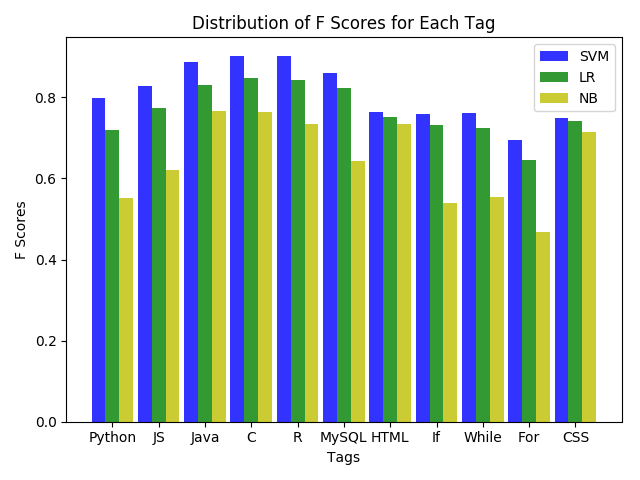 Distribution of F Scores for Each Tag
SVM
LR
NB
F Scores
0.8
0.6
0.4
0.2
0.0
Python JS Java C R MySQL HTML If While For CSS
Tags